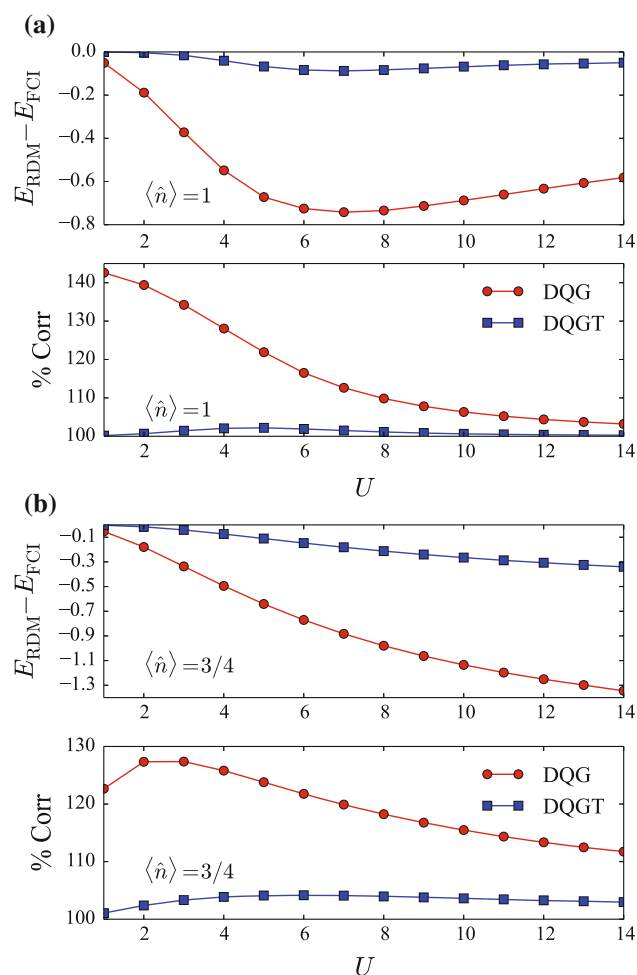 (a)
0.0
−0.2
−0.4
−0.6
−0.8
E_RDM − E_FCI
⟨n̂⟩ = 1
2 4 6 8 10 12 14
140
130
120
110
100
% Corr
DQG
DQGT
⟨n̂⟩ = 1
2 4 6 8 10 12 14
U
(b)
−0.1
−0.3
−0.5
−0.7
−0.9
−1.1
−1.3
E_RDM − E_FCI
⟨n̂⟩ = 3/4
2 4 6 8 10 12 14
130
120
110
100
% Corr
DQG
DQGT
⟨n̂⟩ = 3/4
2 4 6 8 10 12 14
U